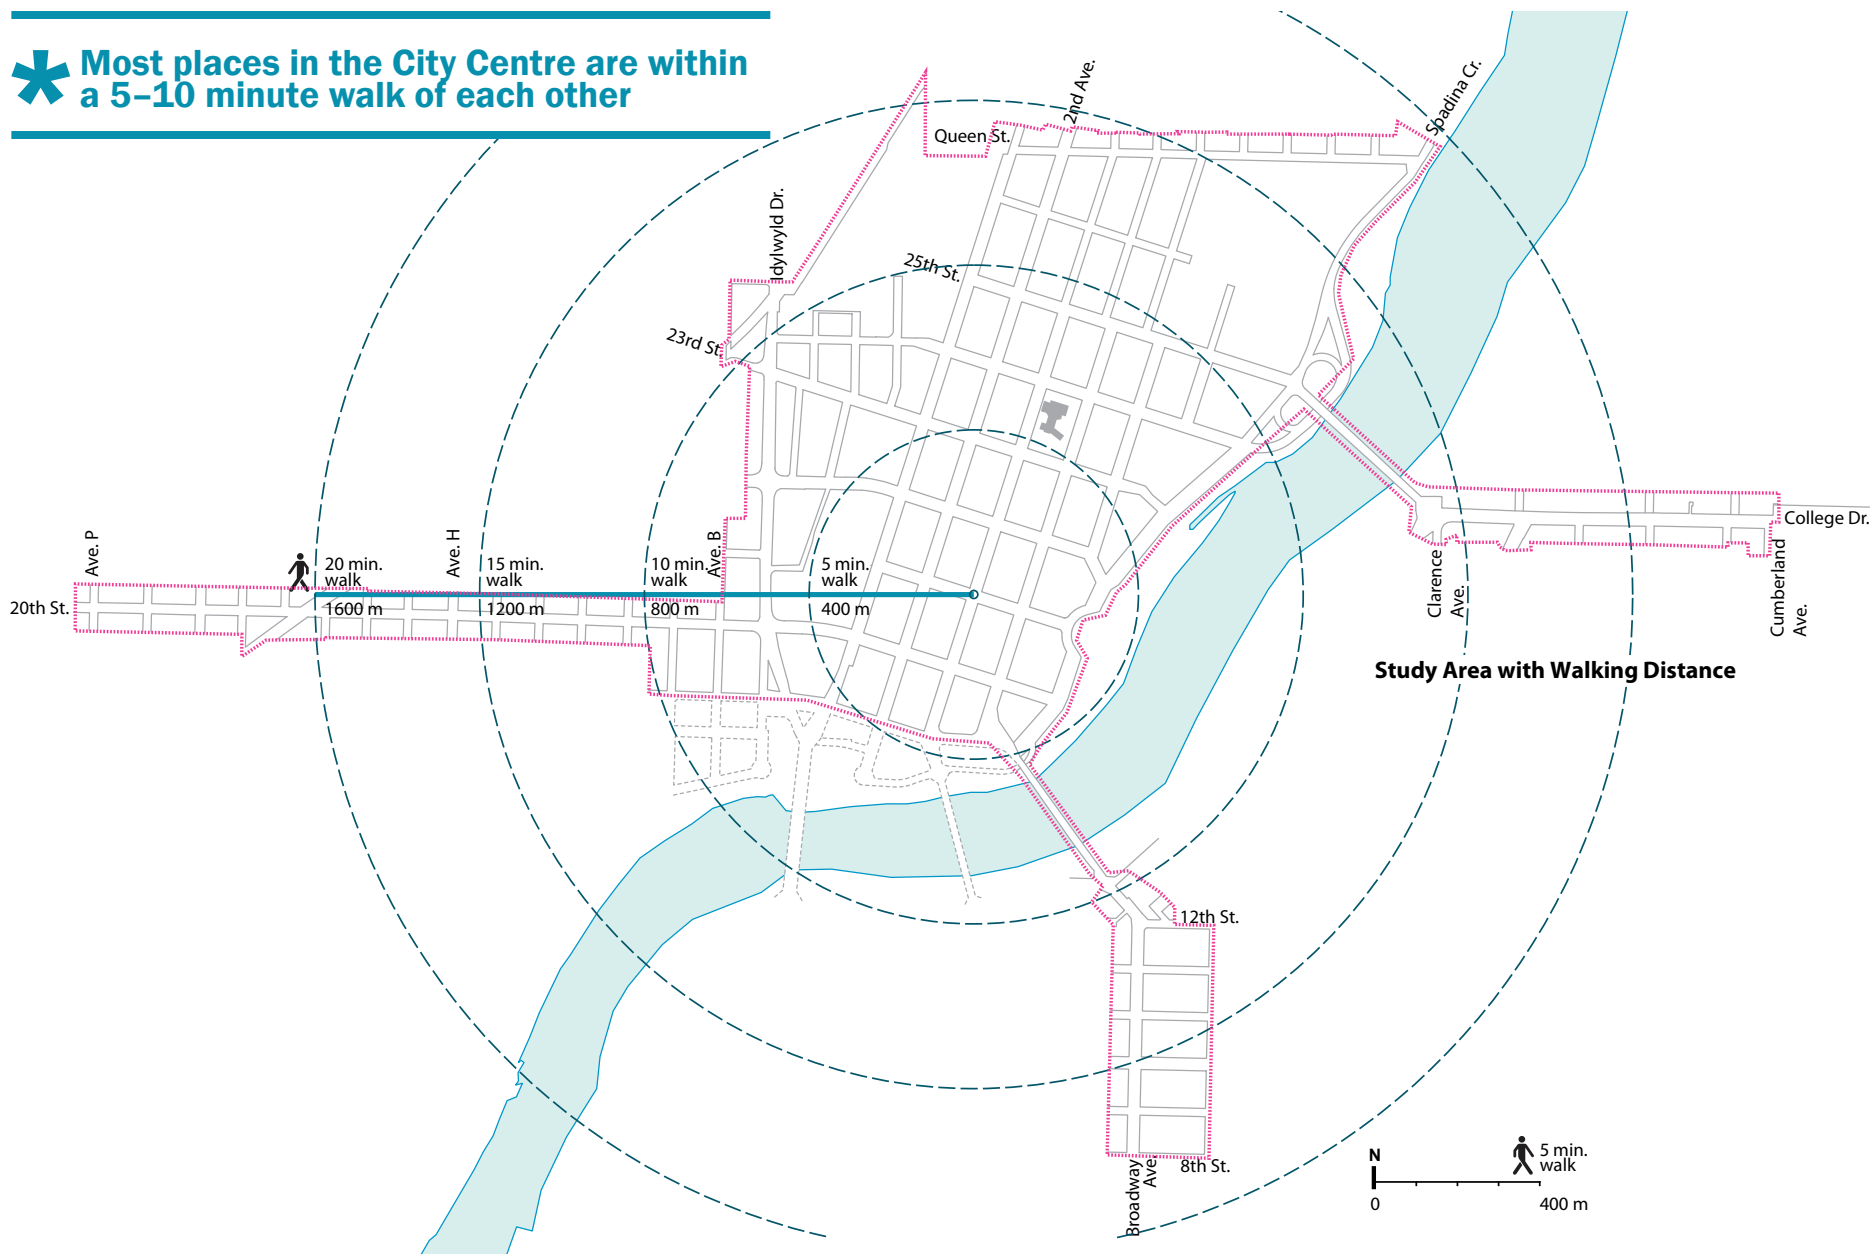 * Most places in the City Centre are within
a 5–10 minute walk of each other
Queen St.
2nd Ave.
Spadina Cr.
Idylwyld Dr.
25th St.
23rd St.
Ave. P
Ave. H
Ave. B
20th St.
20 min.
walk
1600 m
15 min.
walk
1200 m
10 min.
walk
800 m
5 min.
walk
400 m
College Dr.
Clarence
Ave.
Cumberland
Ave.
Study Area with Walking Distance
12th St.
8th St.
Broadway
Ave.
N
0
400 m
5 min.
walk